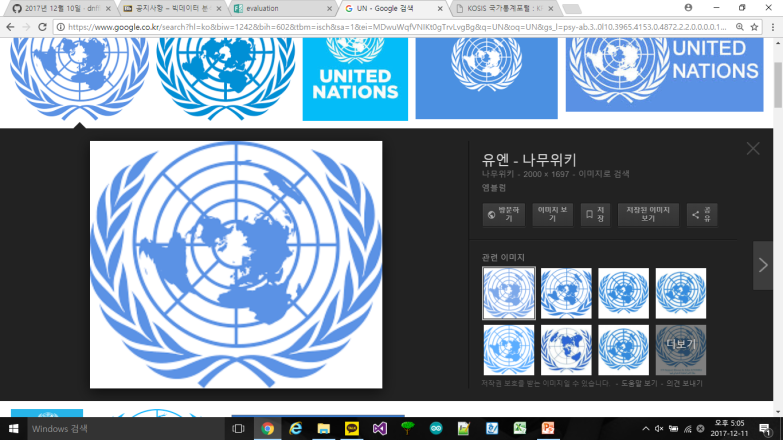 2017년 12월 10일 · dnf!
공지사항 – 빅데이터 분
evaluation
UN - Google 검색
KOSIS 국가통계포털 : K
https://www.google.co.kr/search?hl=ko&biw=1242&bih=602&tbm=isch&sa=1&ei=MDwuWqfVNIKt0gTrvLvgBg&q=UN&oq=UN&gs_l=psy-ab.3..0l10.3965.4153.0.4872.2.2.0.0.0.0.1...
UNITED
NATIONS
UNITED
NATIONS
유엔 - 나무위키
나무위키 - 2000 × 1697 - 이미지로 검색
엠블럼
방문하기
이미지 보기
저장
저장된 이미지 보기
공유
관련 이미지
더보기
저작권 보호를 받는 이미지일 수 있습니다. - 도움말 보기 - 의견 보내기
Windows 검색
오후 5:05
2017-12-11